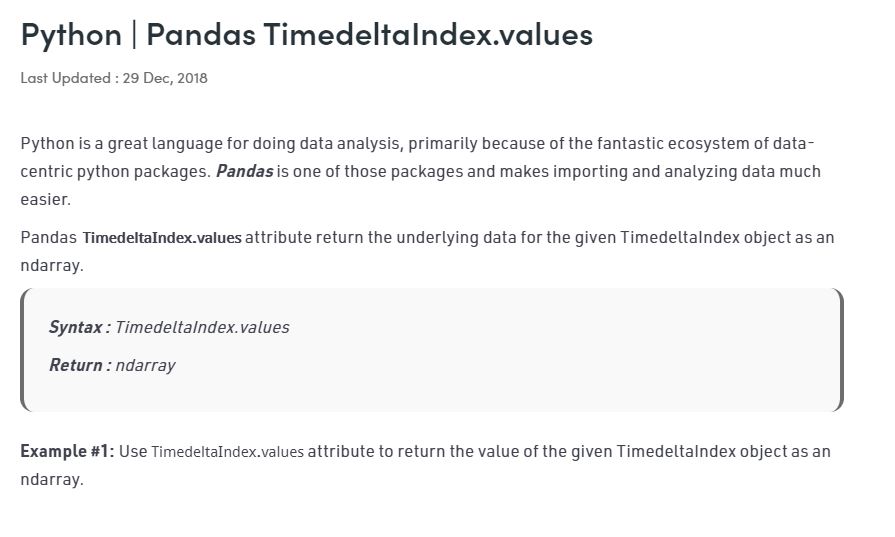 Python | Pandas TimedeltaIndex.values
Last Updated : 29 Dec, 2018
Python is a great language for doing data analysis, primarily because of the fantastic ecosystem of data-
centric python packages. Pandas is one of those packages and makes importing and analyzing data much
easier.
Pandas TimedeltaIndex.values attribute return the underlying data for the given TimedeltaIndex object as an
ndarray.
Syntax : TimedeltaIndex.values
Return : ndarray
Example #1: Use TimedeltaIndex.values attribute to return the value of the given TimedeltaIndex object as an
ndarray.